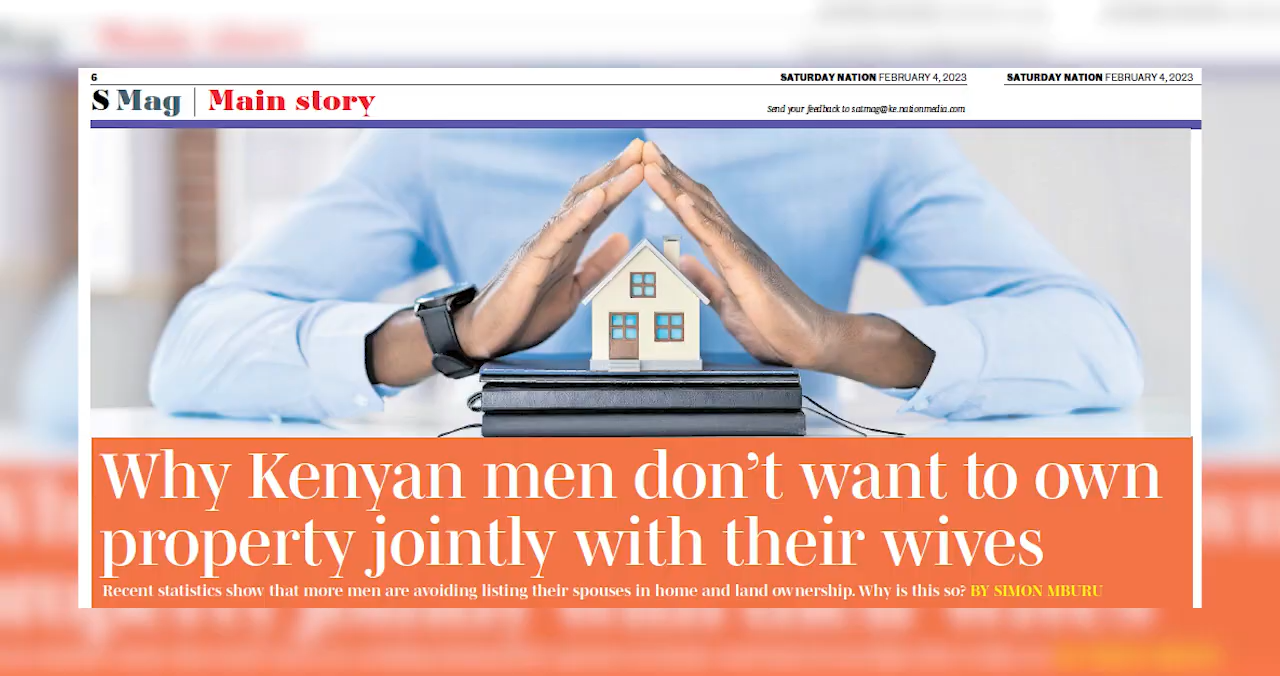 6
SATURDAY NATION FEBRUARY 4, 2023
SATURDAY NATION FEBRUARY 4, 2023
S Mag | Main story
Send your feedback to satmag@ke.nationmedia.com
Why Kenyan men don't want to own
property jointly with their wives
Recent statistics show that more men are avoiding listing their spouses in home and land ownership. Why is this so? BY SIMON MBURU